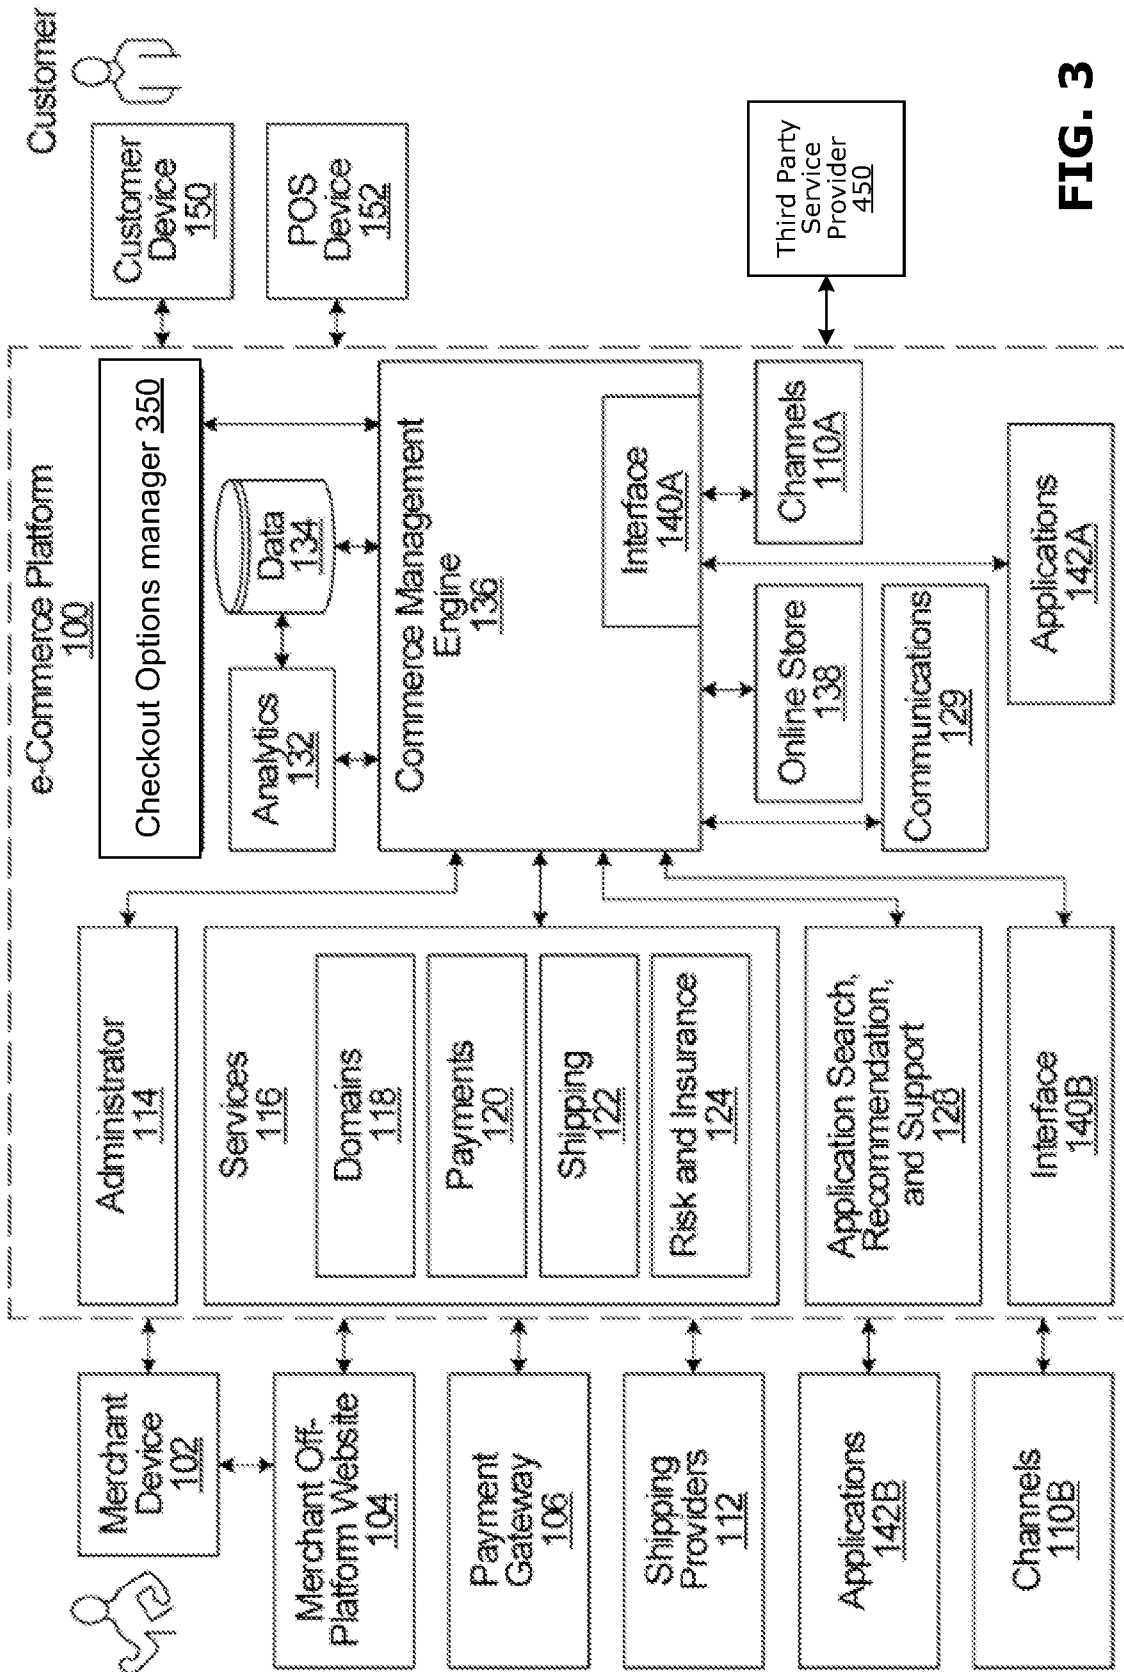 Customer
e-Commerce Platform
100
Merchant
Device
102
Administrator
114
Checkout Options manager 350
Customer
Device
150
Merchant Off-
Platform Website
104
Services
116
Analytics
132
Data
134
POS
Device
152
Domains
118
Commerce Management
Engine
136
Payment
Gateway
106
Payments
120
Shipping
122
Interface
140A
Shipping
Providers
112
Risk and Insurance
124
Online Store
138
Channels
110A
Third Party
Service
Provider
450
Applications
142B
Application Search,
Recommendation,
and Support
128
Communications
129
Channels
110B
Interface
140B
Applications
142A
FIG. 3